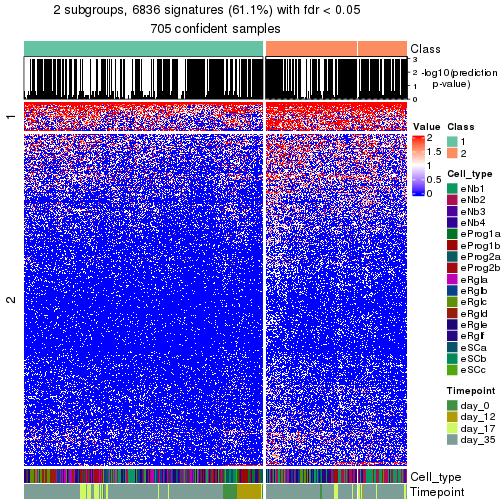 2 subgroups, 6836 signatures (61.1%) with fdr < 0.05
705 confident samples
Class
3
2
1
0
-log10(prediction
p-value)
1
2
Value
2
1.5
1
0.5
0
Class
1
2
Cell_type
eNb1
eNb2
eNb3
eNb4
eProg1a
eProg1b
eProg2a
eProg2b
eRgla
eRglb
eRglc
eRgld
eRgle
eRglf
eSCa
eSCb
eSCc
Timepoint
day_0
day_12
day_17
day_35
Cell_type
Timepoint